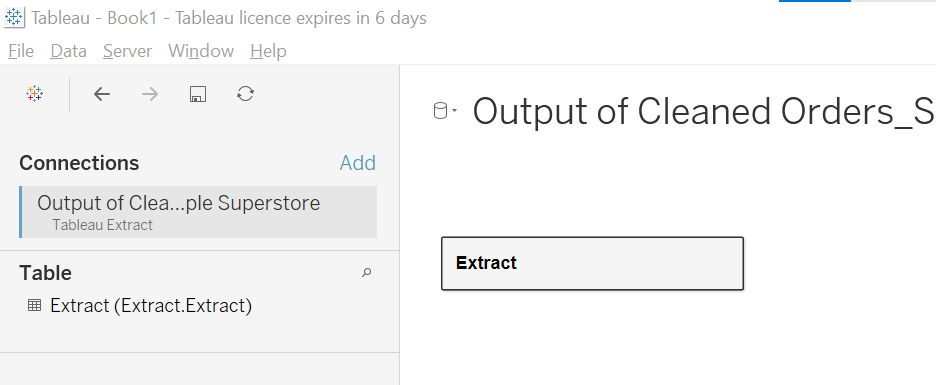 Tableau - Book1 - Tableau licence expires in 6 days
File Data Server Window Help
Output of Cleaned Orders_S
Connections Add
Output of Clea...ple Superstore
Tableau Extract
Extract
Table
Extract (Extract.Extract)